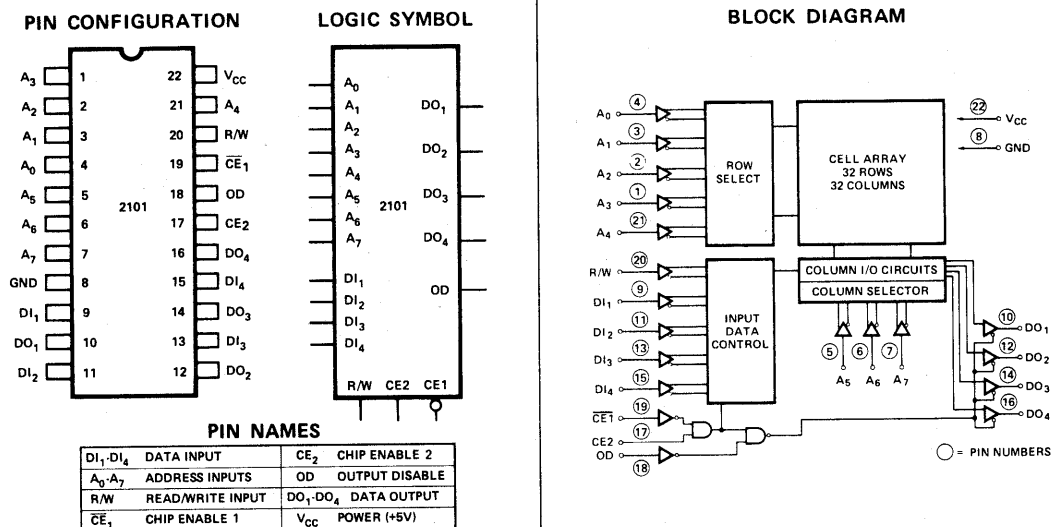 PIN CONFIGURATION
A3 1 22 VCC
A2 2 21 A4
A1 3 20 R/W
A0 4 19 C̅E̅1
A5 5 18 OD
2101
A6 6 17 CE2
A7 7 16 DO4
GND 8 15 DI4
DI1 9 14 DO3
DO1 10 13 DI3
DI2 11 12 DO2
LOGIC SYMBOL
A0
A1 DO1
A2
A3 DO2
A4
A5 2101 DO3
A6
A7 DO4
DI1 OD
DI2
DI3
DI4
R/W CE2 CE1
PIN NAMES
DI1-DI4 DATA INPUT CE2 CHIP ENABLE 2
A0-A7 ADDRESS INPUTS OD OUTPUT DISABLE
R/W READ/WRITE INPUT DO1-DO4 DATA OUTPUT
C̅E̅1 CHIP ENABLE 1 VCC POWER (+5V)
BLOCK DIAGRAM
A0 4
A1 3
A2 2
A3 1
A4 21
ROW
SELECT
CELL ARRAY
32 ROWS
32 COLUMNS
22 VCC
8 GND
R/W 20
DI1 9
DI2 11
DI3 13
DI4 15
INPUT
DATA
CONTROL
COLUMN I/O CIRCUITS
COLUMN SELECTOR
5 6 7
A5 A6 A7
10 DO1
12 DO2
14 DO3
16 DO4
C̅E̅1̅ 19
CE2 17
OD 18
= PIN NUMBERS